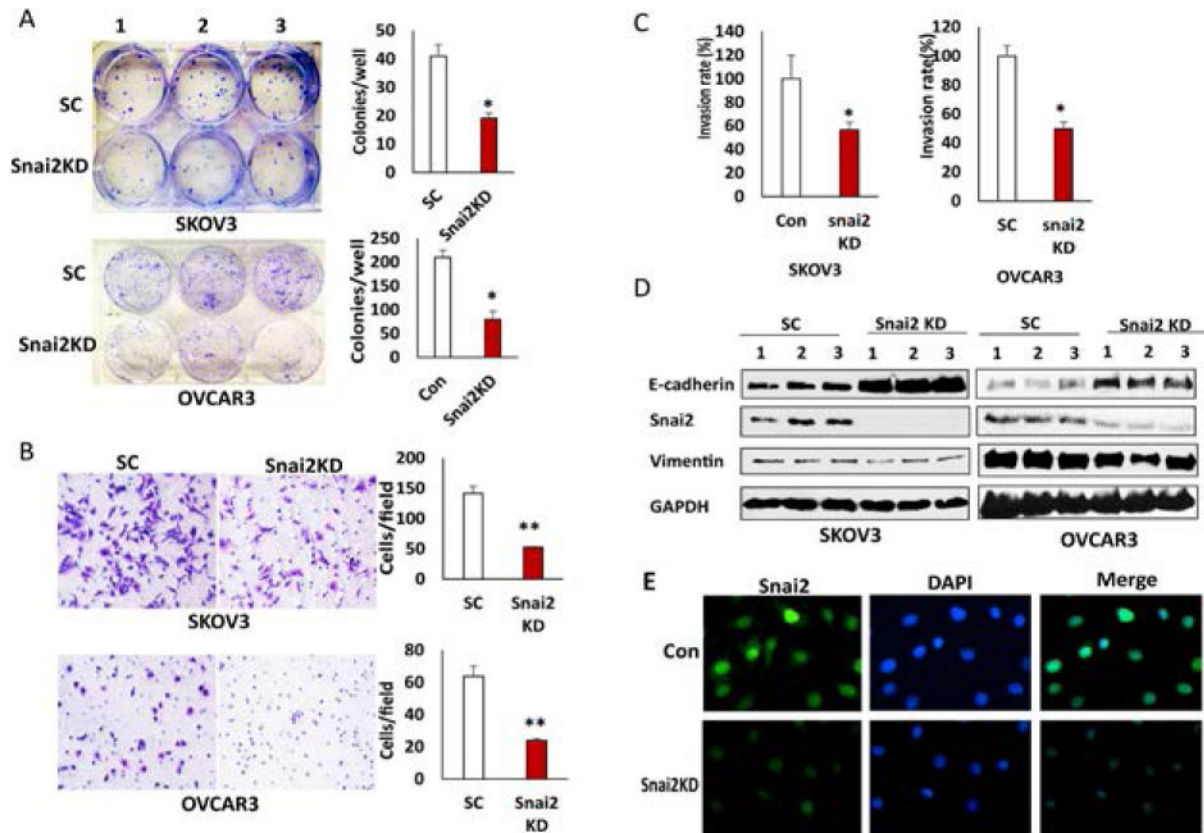 A
1 2 3
SC
Snai2KD
SKOV3
SC
Snai2KD
OVCAR3
Colonies/well
50
40
30
20
10
0
*
SC
Snai2KD
Colonies/well
250
200
150
100
50
0
*
Con
Snai2KD
B
SC Snai2KD
SKOV3
OVCAR3
Cells/field
200
150
100
50
0
**
SC Snai2
KD
Cells/field
80
60
40
20
0
**
SC Snai2
KD
C
Invasion rate (%)
140
120
100
80
60
40
20
0
*
Con snai2
KD
SKOV3
Invasion rate(%)
120
100
80
60
40
20
0
*
SC snai2
KD
OVCAR3
D
SC Snai2 KD SC Snai2 KD
1 2 3 1 2 3 1 2 3 1 2 3
E-cadherin
Snai2
Vimentin
GAPDH
SKOV3 OVCAR3
E
Snai2 DAPI Merge
Con
Snai2KD